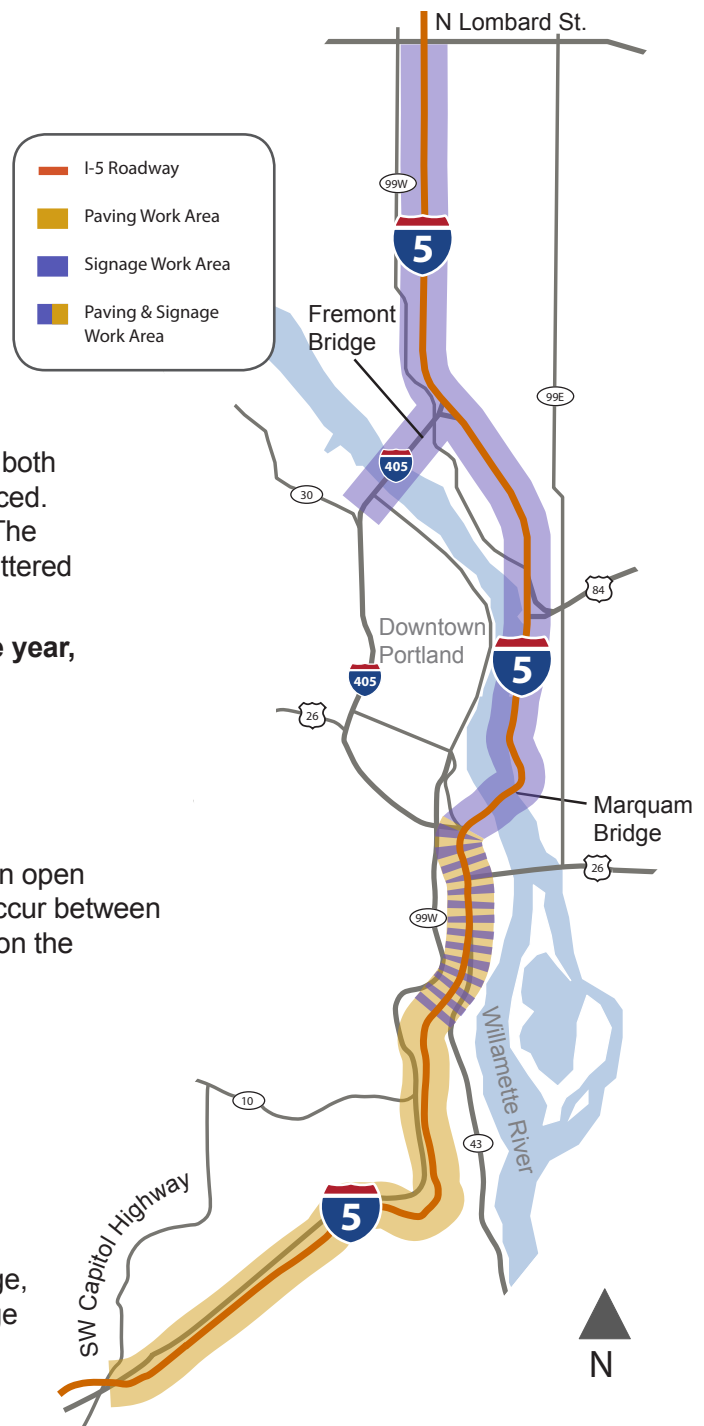 N Lombard St.
I-5 Roadway
Paving Work Area
Signage Work Area
Paving & Signage
Work Area
99W
5
Fremont
Bridge
99E
405
30
both
ced.
The
ttered
84
e year,
Downtown
Portland
5
405
26
Marquam
Bridge
26
n open
ccur between
on the
99W
Willamette River
10
43
SW Capitol Highway
5
ge,
ge
N